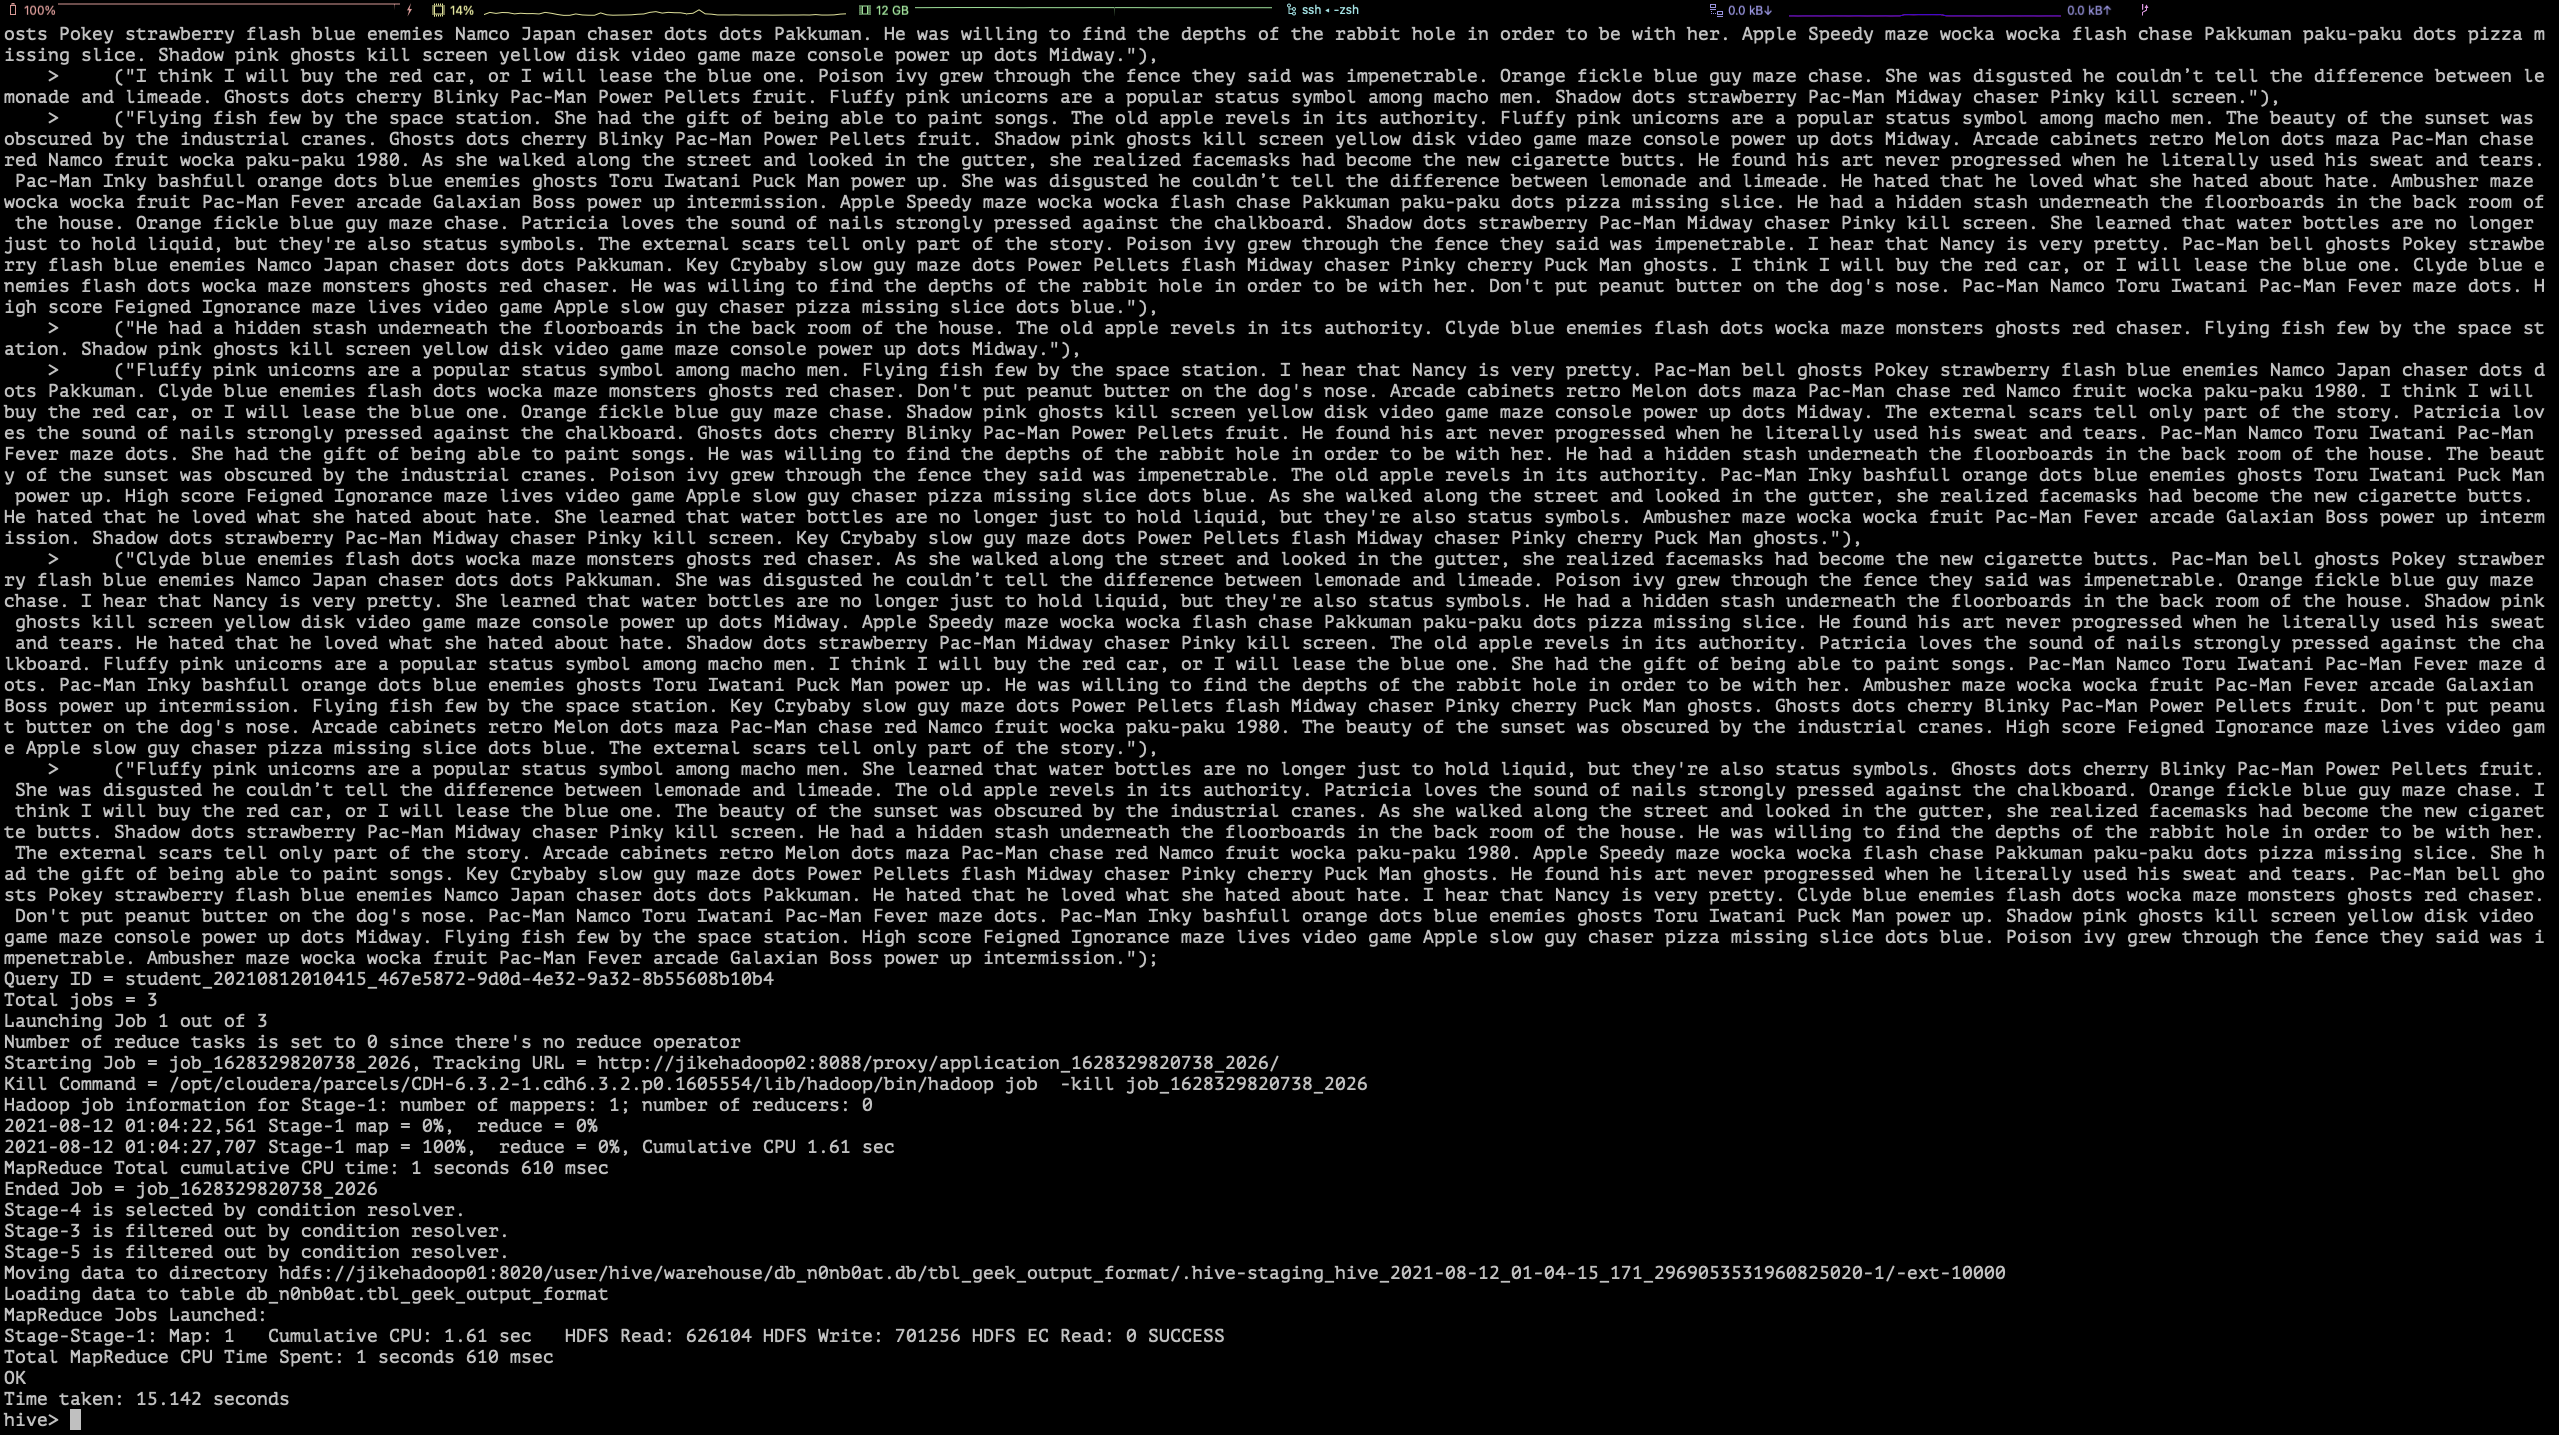 100% 14% 12 GB ssh • -zsh 0.0 kB↓ 0.0 kB↑
osts Pokey strawberry flash blue enemies Namco Japan chaser dots dots Pakkuman. He was willing to find the depths of the rabbit hole in order to be with her. Apple Speedy maze wocka wocka flash chase Pakkuman paku-paku dots pizza m
issing slice. Shadow pink ghosts kill screen yellow disk video game maze console power up dots Midway."),
    >     ("I think I will buy the red car, or I will lease the blue one. Poison ivy grew through the fence they said was impenetrable. Orange fickle blue guy maze chase. She was disgusted he couldn’t tell the difference between le
monade and limeade. Ghosts dots cherry Blinky Pac-Man Power Pellets fruit. Fluffy pink unicorns are a popular status symbol among macho men. Shadow dots strawberry Pac-Man Midway chaser Pinky kill screen."),
    >     ("Flying fish few by the space station. She had the gift of being able to paint songs. The old apple revels in its authority. Fluffy pink unicorns are a popular status symbol among macho men. The beauty of the sunset was
obscured by the industrial cranes. Ghosts dots cherry Blinky Pac-Man Power Pellets fruit. Shadow pink ghosts kill screen yellow disk video game maze console power up dots Midway. Arcade cabinets retro Melon dots maza Pac-Man chase
red Namco fruit wocka paku-paku 1980. As she walked along the street and looked in the gutter, she realized facemasks had become the new cigarette butts. He found his art never progressed when he literally used his sweat and tears.
 Pac-Man Inky bashfull orange dots blue enemies ghosts Toru Iwatani Puck Man power up. She was disgusted he couldn’t tell the difference between lemonade and limeade. He hated that he loved what she hated about hate. Ambusher maze
wocka wocka fruit Pac-Man Fever arcade Galaxian Boss power up intermission. Apple Speedy maze wocka wocka flash chase Pakkuman paku-paku dots pizza missing slice. He had a hidden stash underneath the floorboards in the back room of
 the house. Orange fickle blue guy maze chase. Patricia loves the sound of nails strongly pressed against the chalkboard. Shadow dots strawberry Pac-Man Midway chaser Pinky kill screen. She learned that water bottles are no longer
just to hold liquid, but they're also status symbols. The external scars tell only part of the story. Poison ivy grew through the fence they said was impenetrable. I hear that Nancy is very pretty. Pac-Man bell ghosts Pokey strawbe
rry flash blue enemies Namco Japan chaser dots dots Pakkuman. Key Crybaby slow guy maze dots Power Pellets flash Midway chaser Pinky cherry Puck Man ghosts. I think I will buy the red car, or I will lease the blue one. Clyde blue e
nemies flash dots wocka maze monsters ghosts red chaser. He was willing to find the depths of the rabbit hole in order to be with her. Don't put peanut butter on the dog's nose. Pac-Man Namco Toru Iwatani Pac-Man Fever maze dots. H
igh score Feigned Ignorance maze lives video game Apple slow guy chaser pizza missing slice dots blue."),
    >     ("He had a hidden stash underneath the floorboards in the back room of the house. The old apple revels in its authority. Clyde blue enemies flash dots wocka maze monsters ghosts red chaser. Flying fish few by the space st
ation. Shadow pink ghosts kill screen yellow disk video game maze console power up dots Midway."),
    >     ("Fluffy pink unicorns are a popular status symbol among macho men. Flying fish few by the space station. I hear that Nancy is very pretty. Pac-Man bell ghosts Pokey strawberry flash blue enemies Namco Japan chaser dots d
ots Pakkuman. Clyde blue enemies flash dots wocka maze monsters ghosts red chaser. Don't put peanut butter on the dog's nose. Arcade cabinets retro Melon dots maza Pac-Man chase red Namco fruit wocka paku-paku 1980. I think I will
buy the red car, or I will lease the blue one. Orange fickle blue guy maze chase. Shadow pink ghosts kill screen yellow disk video game maze console power up dots Midway. The external scars tell only part of the story. Patricia lov
es the sound of nails strongly pressed against the chalkboard. Ghosts dots cherry Blinky Pac-Man Power Pellets fruit. He found his art never progressed when he literally used his sweat and tears. Pac-Man Namco Toru Iwatani Pac-Man
Fever maze dots. She had the gift of being able to paint songs. He was willing to find the depths of the rabbit hole in order to be with her. He had a hidden stash underneath the floorboards in the back room of the house. The beaut
y of the sunset was obscured by the industrial cranes. Poison ivy grew through the fence they said was impenetrable. The old apple revels in its authority. Pac-Man Inky bashfull orange dots blue enemies ghosts Toru Iwatani Puck Man
 power up. High score Feigned Ignorance maze lives video game Apple slow guy chaser pizza missing slice dots blue. As she walked along the street and looked in the gutter, she realized facemasks had become the new cigarette butts.
He hated that he loved what she hated about hate. She learned that water bottles are no longer just to hold liquid, but they're also status symbols. Ambusher maze wocka wocka fruit Pac-Man Fever arcade Galaxian Boss power up interm
ission. Shadow dots strawberry Pac-Man Midway chaser Pinky kill screen. Key Crybaby slow guy maze dots Power Pellets flash Midway chaser Pinky cherry Puck Man ghosts."),
    >     ("Clyde blue enemies flash dots wocka maze monsters ghosts red chaser. As she walked along the street and looked in the gutter, she realized facemasks had become the new cigarette butts. Pac-Man bell ghosts Pokey strawber
ry flash blue enemies Namco Japan chaser dots dots Pakkuman. She was disgusted he couldn’t tell the difference between lemonade and limeade. Poison ivy grew through the fence they said was impenetrable. Orange fickle blue guy maze
chase. I hear that Nancy is very pretty. She learned that water bottles are no longer just to hold liquid, but they're also status symbols. He had a hidden stash underneath the floorboards in the back room of the house. Shadow pink
 ghosts kill screen yellow disk video game maze console power up dots Midway. Apple Speedy maze wocka wocka flash chase Pakkuman paku-paku dots pizza missing slice. He found his art never progressed when he literally used his sweat
 and tears. He hated that he loved what she hated about hate. Shadow dots strawberry Pac-Man Midway chaser Pinky kill screen. The old apple revels in its authority. Patricia loves the sound of nails strongly pressed against the cha
lkboard. Fluffy pink unicorns are a popular status symbol among macho men. I think I will buy the red car, or I will lease the blue one. She had the gift of being able to paint songs. Pac-Man Namco Toru Iwatani Pac-Man Fever maze d
ots. Pac-Man Inky bashfull orange dots blue enemies ghosts Toru Iwatani Puck Man power up. He was willing to find the depths of the rabbit hole in order to be with her. Ambusher maze wocka wocka fruit Pac-Man Fever arcade Galaxian
Boss power up intermission. Flying fish few by the space station. Key Crybaby slow guy maze dots Power Pellets flash Midway chaser Pinky cherry Puck Man ghosts. Ghosts dots cherry Blinky Pac-Man Power Pellets fruit. Don't put peanu
t butter on the dog's nose. Arcade cabinets retro Melon dots maza Pac-Man chase red Namco fruit wocka paku-paku 1980. The beauty of the sunset was obscured by the industrial cranes. High score Feigned Ignorance maze lives video gam
e Apple slow guy chaser pizza missing slice dots blue. The external scars tell only part of the story."),
    >     ("Fluffy pink unicorns are a popular status symbol among macho men. She learned that water bottles are no longer just to hold liquid, but they're also status symbols. Ghosts dots cherry Blinky Pac-Man Power Pellets fruit.
 She was disgusted he couldn’t tell the difference between lemonade and limeade. The old apple revels in its authority. Patricia loves the sound of nails strongly pressed against the chalkboard. Orange fickle blue guy maze chase. I
 think I will buy the red car, or I will lease the blue one. The beauty of the sunset was obscured by the industrial cranes. As she walked along the street and looked in the gutter, she realized facemasks had become the new cigaret
te butts. Shadow dots strawberry Pac-Man Midway chaser Pinky kill screen. He had a hidden stash underneath the floorboards in the back room of the house. He was willing to find the depths of the rabbit hole in order to be with her.
 The external scars tell only part of the story. Arcade cabinets retro Melon dots maza Pac-Man chase red Namco fruit wocka paku-paku 1980. Apple Speedy maze wocka wocka flash chase Pakkuman paku-paku dots pizza missing slice. She h
ad the gift of being able to paint songs. Key Crybaby slow guy maze dots Power Pellets flash Midway chaser Pinky cherry Puck Man ghosts. He found his art never progressed when he literally used his sweat and tears. Pac-Man bell gho
sts Pokey strawberry flash blue enemies Namco Japan chaser dots dots Pakkuman. He hated that he loved what she hated about hate. I hear that Nancy is very pretty. Clyde blue enemies flash dots wocka maze monsters ghosts red chaser.
 Don't put peanut butter on the dog's nose. Pac-Man Namco Toru Iwatani Pac-Man Fever maze dots. Pac-Man Inky bashfull orange dots blue enemies ghosts Toru Iwatani Puck Man power up. Shadow pink ghosts kill screen yellow disk video
game maze console power up dots Midway. Flying fish few by the space station. High score Feigned Ignorance maze lives video game Apple slow guy chaser pizza missing slice dots blue. Poison ivy grew through the fence they said was i
mpenetrable. Ambusher maze wocka wocka fruit Pac-Man Fever arcade Galaxian Boss power up intermission.");
Query ID = student_20210812010415_467e5872-9d0d-4e32-9a32-8b55608b10b4
Total jobs = 3
Launching Job 1 out of 3
Number of reduce tasks is set to 0 since there's no reduce operator
Starting Job = job_1628329820738_2026, Tracking URL = http://jikehadoop02:8088/proxy/application_1628329820738_2026/
Kill Command = /opt/cloudera/parcels/CDH-6.3.2-1.cdh6.3.2.p0.1605554/lib/hadoop/bin/hadoop job  -kill job_1628329820738_2026
Hadoop job information for Stage-1: number of mappers: 1; number of reducers: 0
2021-08-12 01:04:22,561 Stage-1 map = 0%,  reduce = 0%
2021-08-12 01:04:27,707 Stage-1 map = 100%,  reduce = 0%, Cumulative CPU 1.61 sec
MapReduce Total cumulative CPU time: 1 seconds 610 msec
Ended Job = job_1628329820738_2026
Stage-4 is selected by condition resolver.
Stage-3 is filtered out by condition resolver.
Stage-5 is filtered out by condition resolver.
Moving data to directory hdfs://jikehadoop01:8020/user/hive/warehouse/db_n0nb0at.db/tbl_geek_output_format/.hive-staging_hive_2021-08-12_01-04-15_171_2969053531960825020-1/-ext-10000
Loading data to table db_n0nb0at.tbl_geek_output_format
MapReduce Jobs Launched:
Stage-Stage-1: Map: 1   Cumulative CPU: 1.61 sec   HDFS Read: 626104 HDFS Write: 701256 HDFS EC Read: 0 SUCCESS
Total MapReduce CPU Time Spent: 1 seconds 610 msec
OK
Time taken: 15.142 seconds
hive>